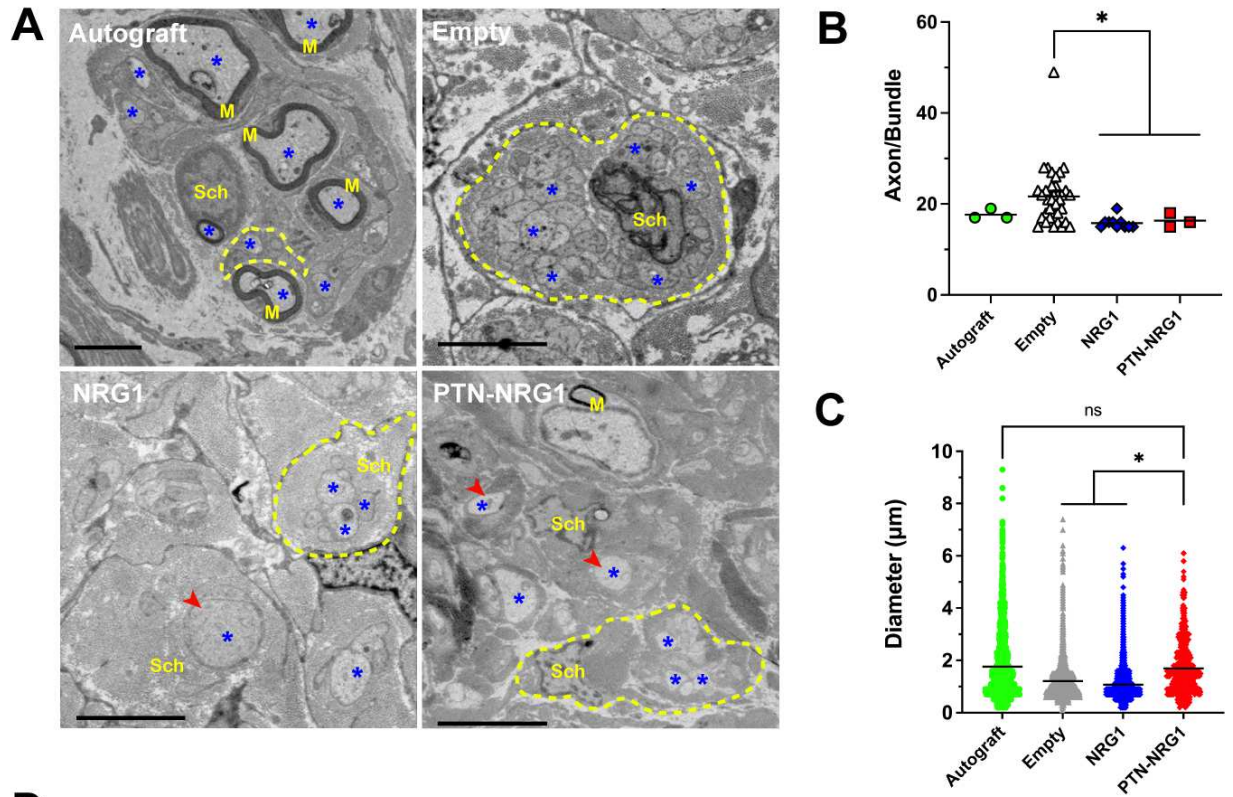 A
Autograft
*
M
*
*
*
M
M
*
Sch
M
*
*
*
*
*
M
Empty
*
*
*
Sch
*
*
*
NRG1
Sch
*
*
*
*
Sch
*
PTN-NRG1
M
*
Sch
*
*
*
Sch
*
*
B
*
Axon/Bundle
60
40
20
0
Autograft
Empty
NRG1
PTN-NRG1
C
ns
*
Diameter (µm)
10
8
6
4
2
0
Autograft
Empty
NRG1
PTN-NRG1